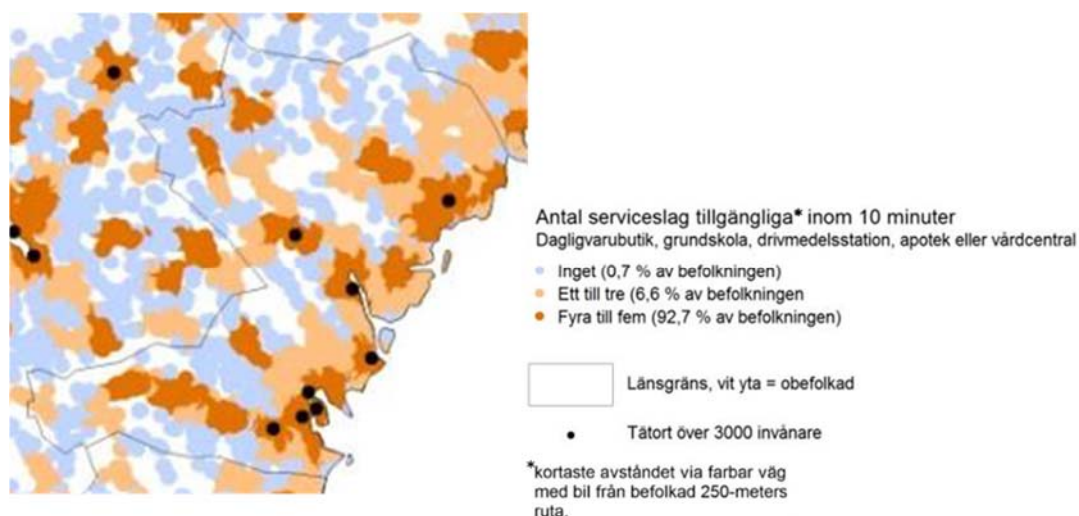 Antal serviceslag tillgängliga* inom 10 minuter
Dagligvarubutik, grundskola, drivmedelsstation, apotek eller vårdcentral
Inget (0,7 % av befolkningen)
Ett till tre (6,6 % av befolkningen
Fyra till fem (92,7 % av befolkningen)
Länsgräns, vit yta = obefolkad
Tätort över 3000 invånare
*kortaste avståndet via farbar väg
med bil från befolkad 250-meters
ruta.